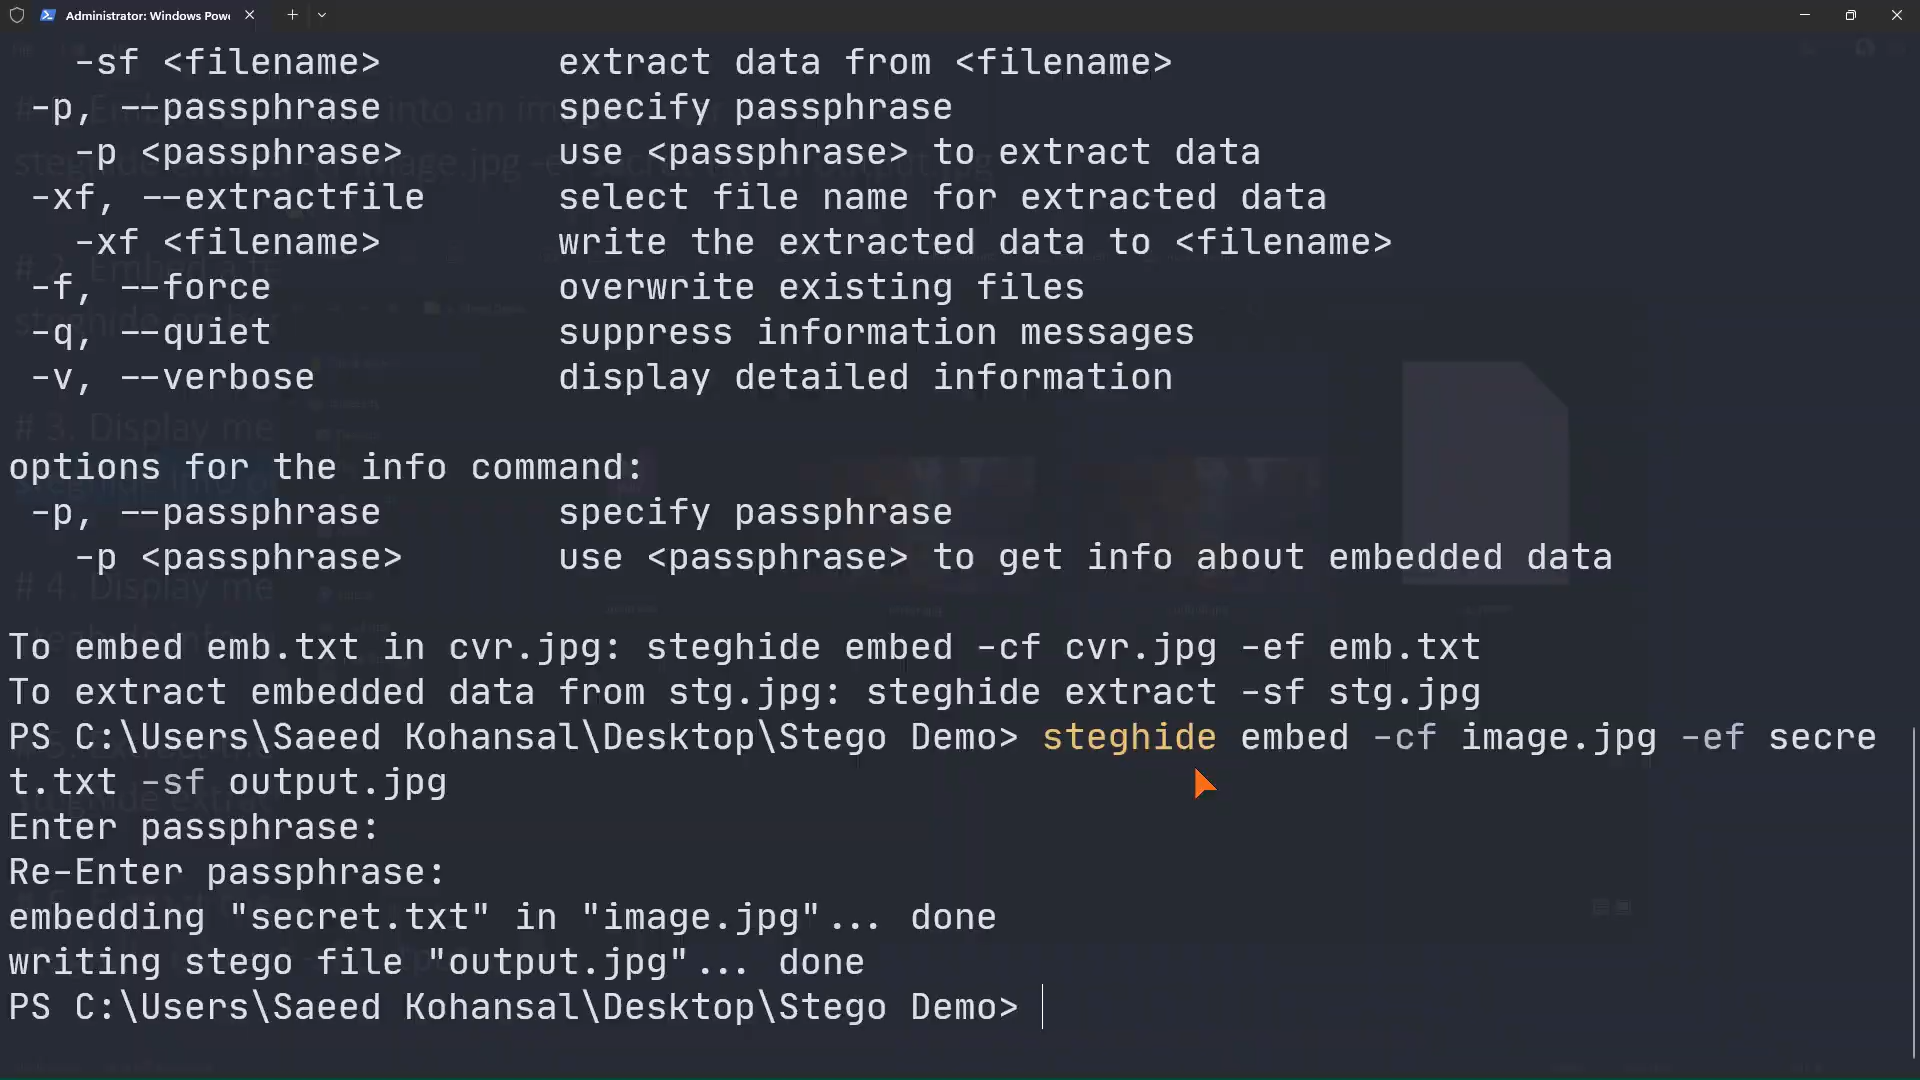 Administrator: Windows Pow
-sf <filename> extract data from <filename>
-p, --passphrase specify passphrase
-p <passphrase> use <passphrase> to extract data
-xf, --extractfile select file name for extracted data
-xf <filename> write the extracted data to <filename>
-f, --force overwrite existing files
-q, --quiet suppress information messages
-v, --verbose display detailed information
options for the info command:
-p, --passphrase specify passphrase
-p <passphrase> use <passphrase> to get info about embedded data
To embed emb.txt in cvr.jpg: steghide embed -cf cvr.jpg -ef emb.txt
To extract embedded data from stg.jpg: steghide extract -sf stg.jpg
PS C:\Users\Saeed Kohansal\Desktop\Stego Demo> steghide embed -cf image.jpg -ef secre
t.txt -sf output.jpg
Enter passphrase:
Re-Enter passphrase:
embedding "secret.txt" in "image.jpg"... done
writing stego file "output.jpg"... done
PS C:\Users\Saeed Kohansal\Desktop\Stego Demo>